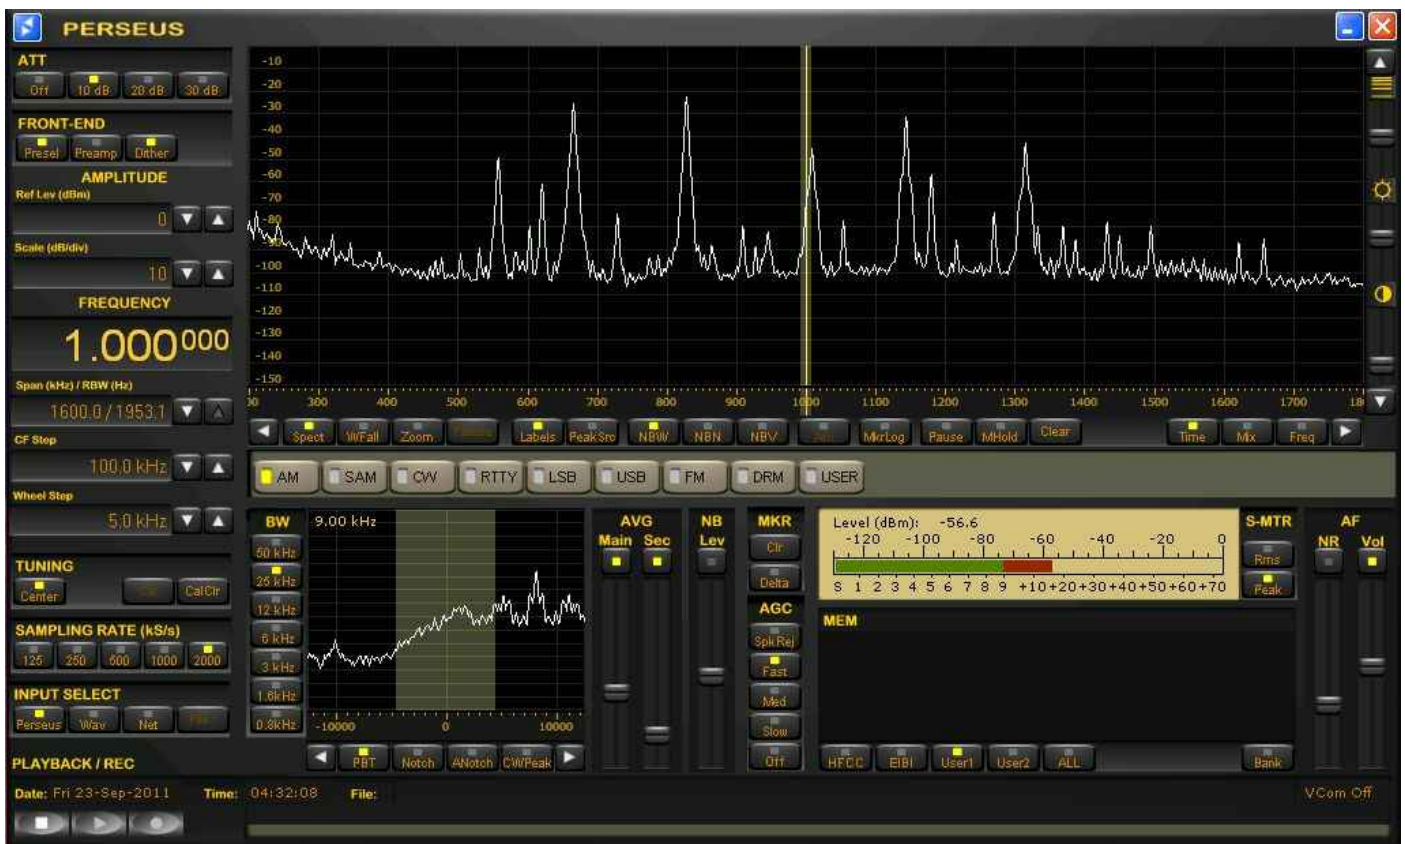 PERSEUS
ATT
Off 10 dB 20 dB 30 dB
FRONT-END
Presel Preamp Dither
AMPLITUDE
Ref Lev (dBm)
0
Scale (dB/div)
10
FREQUENCY
1.000000
Span (kHz) / RBW (Hz)
1600.0 / 1953.1
CF Step
100,0 kHz
Wheel Step
5,0 kHz
TUNING
Center CalClr
SAMPLING RATE (kS/s)
125 250 500 1000 2000
INPUT SELECT
Perseus Wav Net
PLAYBACK / REC
-10
-20
-30
-40
-50
-60
-70
-80
-90
-100
-110
-120
-130
-140
-150
300 400 500 600 700 800 900 1000 1100 1200 1300 1400 1500 1600 1700
Spect WFall Zoom Labels PeakSrc NBW NBN NBV MkrLog Pause MHold Clear Time Mix Freq
AM SAM CW RTTY LSB USB FM DRM USER
BW
50 kHz
25 kHz
12 kHz
6 kHz
3 kHz
1.6kHz
0.8kHz
9.00 kHz
-10000 0 10000
PBT Notch ANotch CWPeak
AVG
Main Sec
NB
Lev
MKR
Clr
Delta
AGC
SpkRej
Fast
Med
Slow
Off
Level (dBm): -56.6
-120 -100 -80 -60 -40 -20 0
S 1 2 3 4 5 6 7 8 9 +10+20+30+40+50+60+70
S-MTR
Rms
Peak
AF
NR Vol
MEM
HFCC EIBI User1 User2 ALL Bank
Date: Fri 23-Sep-2011 Time: 04:32:08 File: VCom Off